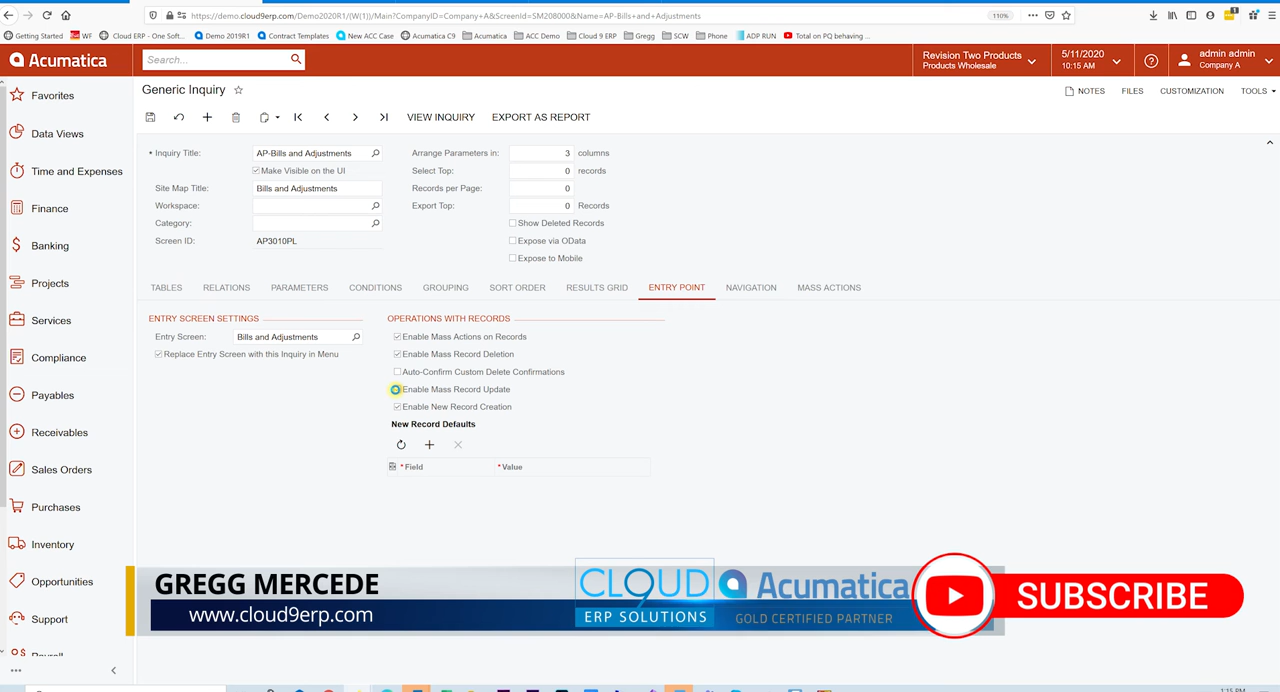 https://demo.cloud9erp.com/Demo2020R1/(W(1))/Main?CompanyID=Company+A&ScreenId=SM208000&Name=AP-Bills+and+Adjustments
110%
Getting Started
WF
Cloud ERP - One Soft...
Demo 2019R1
Contract Templates
New ACC Case
Acumatica C9
Acumatica
ACC Demo
Cloud 9 ERP
Gregg
SCW
Phone
ADP RUN
Total on PQ behaving ...
Acumatica
Search...
Revision Two Products
Products Wholesale
5/11/2020
10:15 AM
admin admin
Company A
Generic Inquiry
NOTES
FILES
CUSTOMIZATION
TOOLS
VIEW INQUIRY
EXPORT AS REPORT
Favorites
Data Views
Time and Expenses
Finance
Banking
Projects
Services
Compliance
Payables
Receivables
Sales Orders
Purchases
Inventory
Opportunities
Support
Payroll
* Inquiry Title: AP-Bills and Adjustments
Make Visible on the UI
Site Map Title: Bills and Adjustments
Workspace:
Category:
Screen ID: AP3010PL
Arrange Parameters in: 3 columns
Select Top: 0 records
Records per Page: 0
Export Top: 0 Records
Show Deleted Records
Expose via OData
Expose to Mobile
TABLES
RELATIONS
PARAMETERS
CONDITIONS
GROUPING
SORT ORDER
RESULTS GRID
ENTRY POINT
NAVIGATION
MASS ACTIONS
ENTRY SCREEN SETTINGS
Entry Screen: Bills and Adjustments
Replace Entry Screen with this Inquiry in Menu
OPERATIONS WITH RECORDS
Enable Mass Actions on Records
Enable Mass Record Deletion
Auto-Confirm Custom Delete Confirmations
Enable Mass Record Update
Enable New Record Creation
New Record Defaults
* Field
* Value
GREGG MERCEDE
www.cloud9erp.com
CLOUD9
ERP SOLUTIONS
Acumatica
GOLD CERTIFIED PARTNER
SUBSCRIBE
1:15 PM